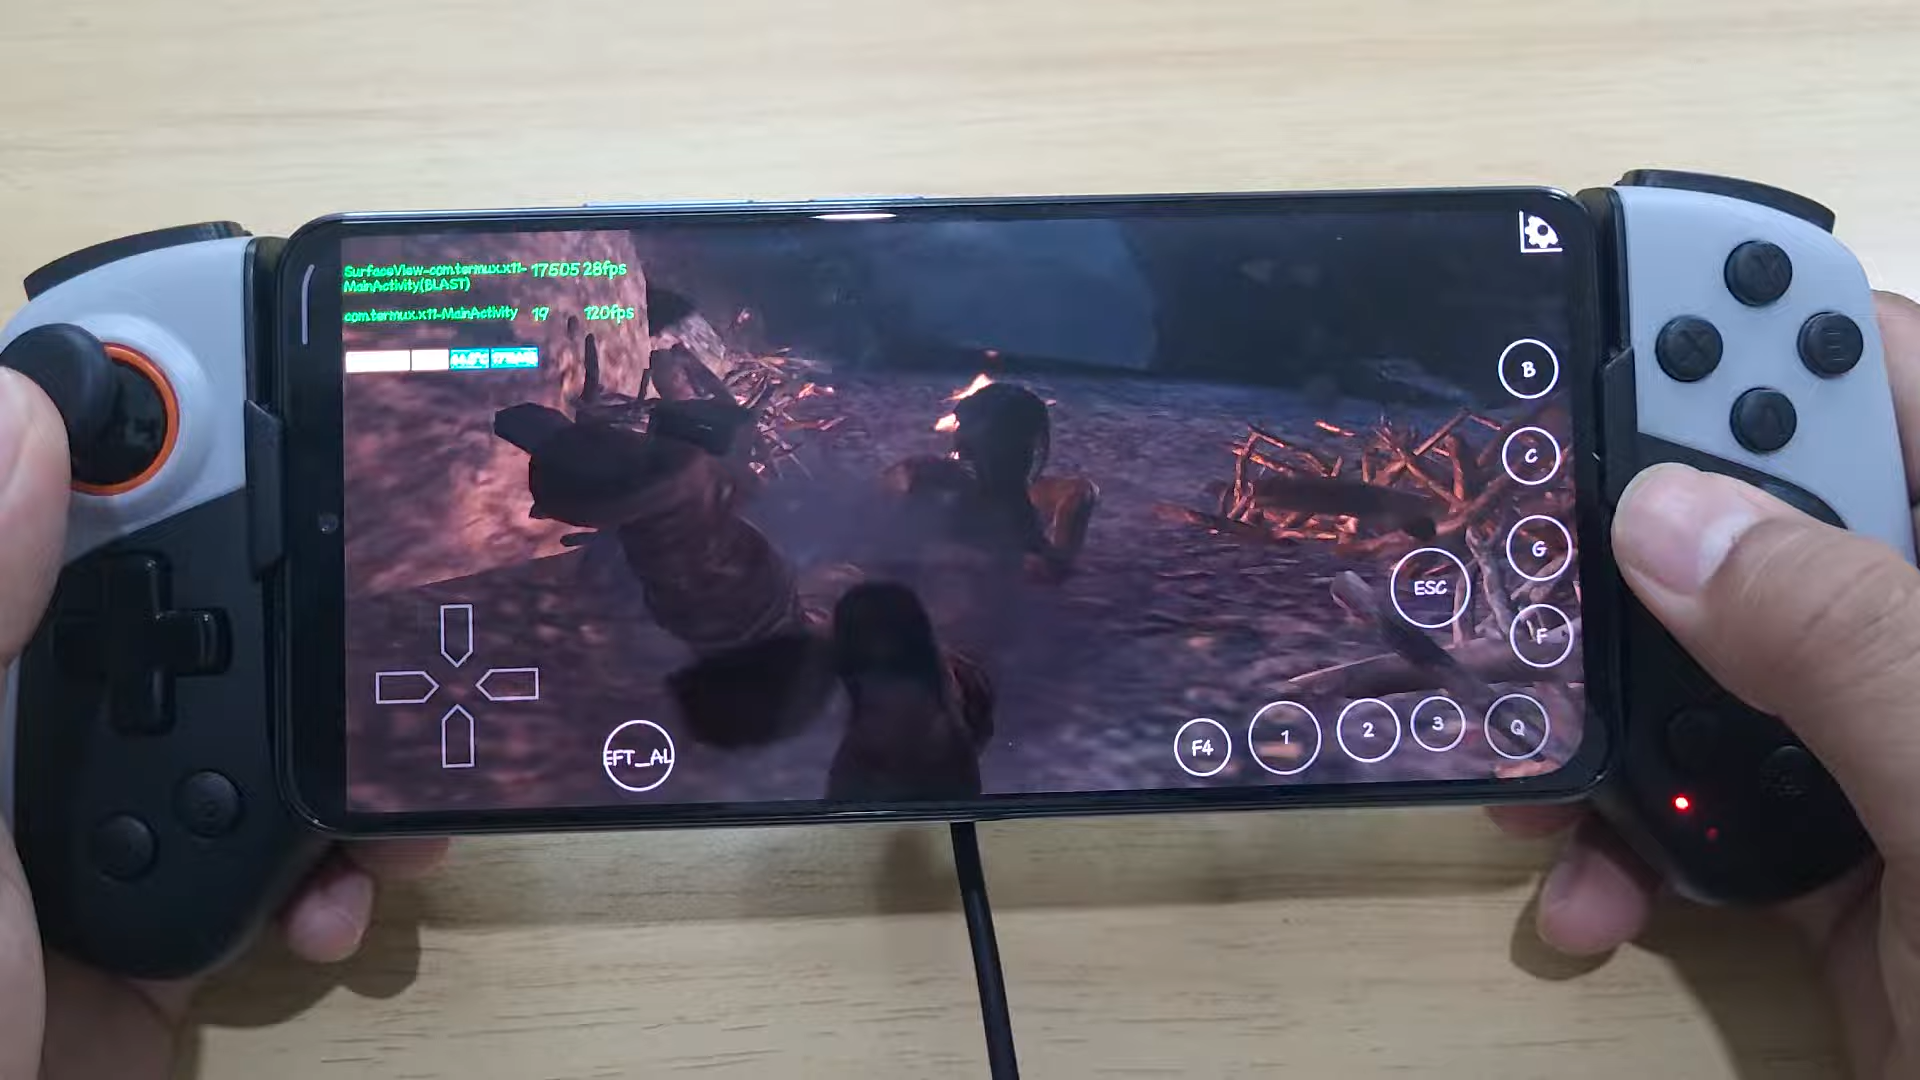 SurfaceView-com.termux.x11- 17505 28fps
MainActivity(BLAST)
com.termux.x11-MainActivity 19 120fps
B
C
G
ESC
F
EFT_AL
F4
1
2
3
Q